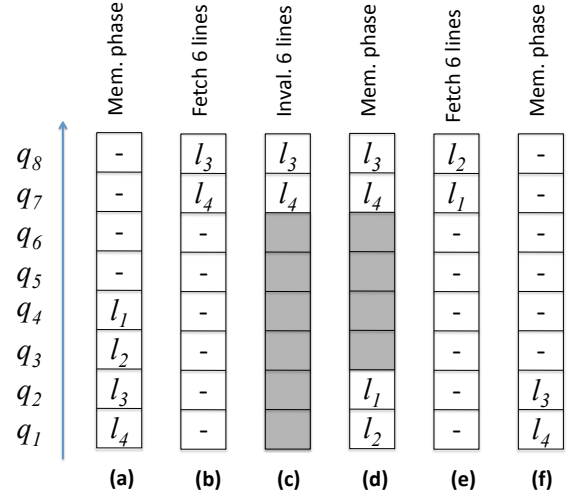 Mem. phase Fetch 6 lines Inval. 6 lines Mem. phase Fetch 6 lines Mem. phase
q8 - l3 l3 l3 l2 -
q7 - l4 l4 l4 l1 -
q6 - - - -
q5 - - - -
q4 l1 - - -
q3 l2 - - -
q2 l3 - l1 - l3
q1 l4 - l2 - l4
(a) (b) (c) (d) (e) (f)